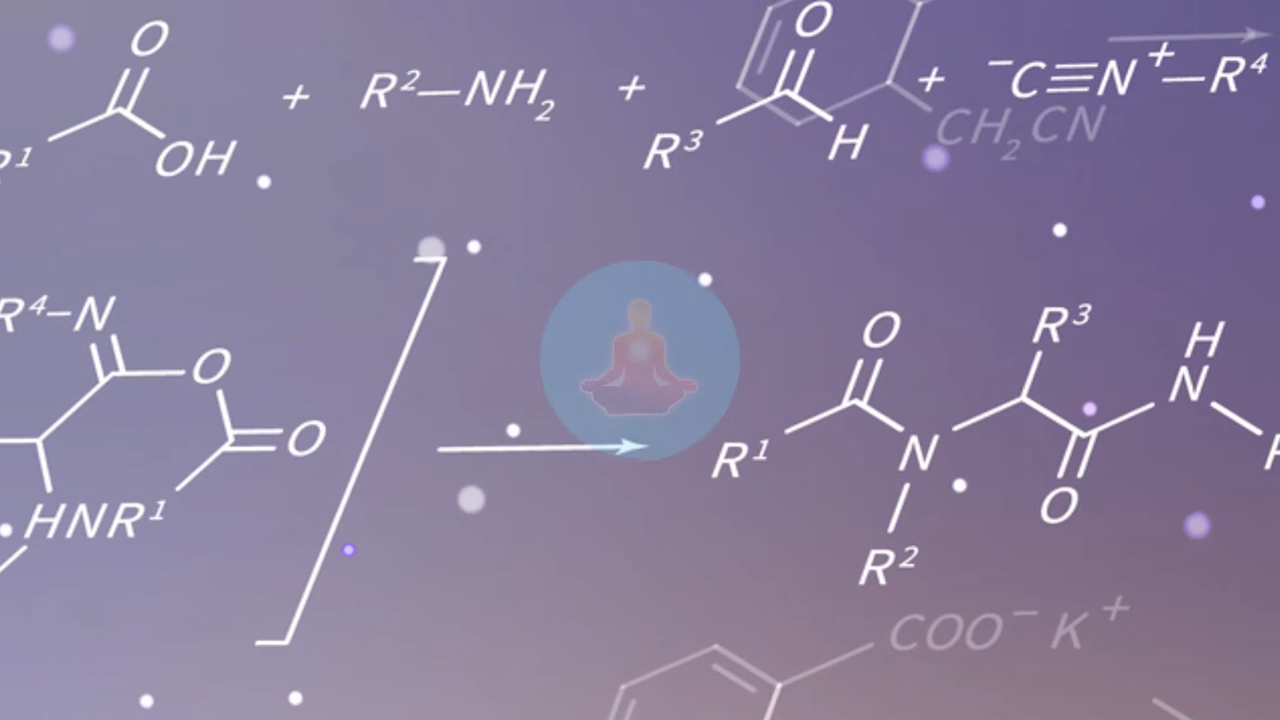 O
OH
R¹
+ R²—NH₂ +
O
R³
H
+ ⁻C≡N⁺—R⁴
CH₂CN
R⁴—N
O
O
HNR¹
O
R¹
N
R²
R³
O
H
N
COO⁻ K⁺